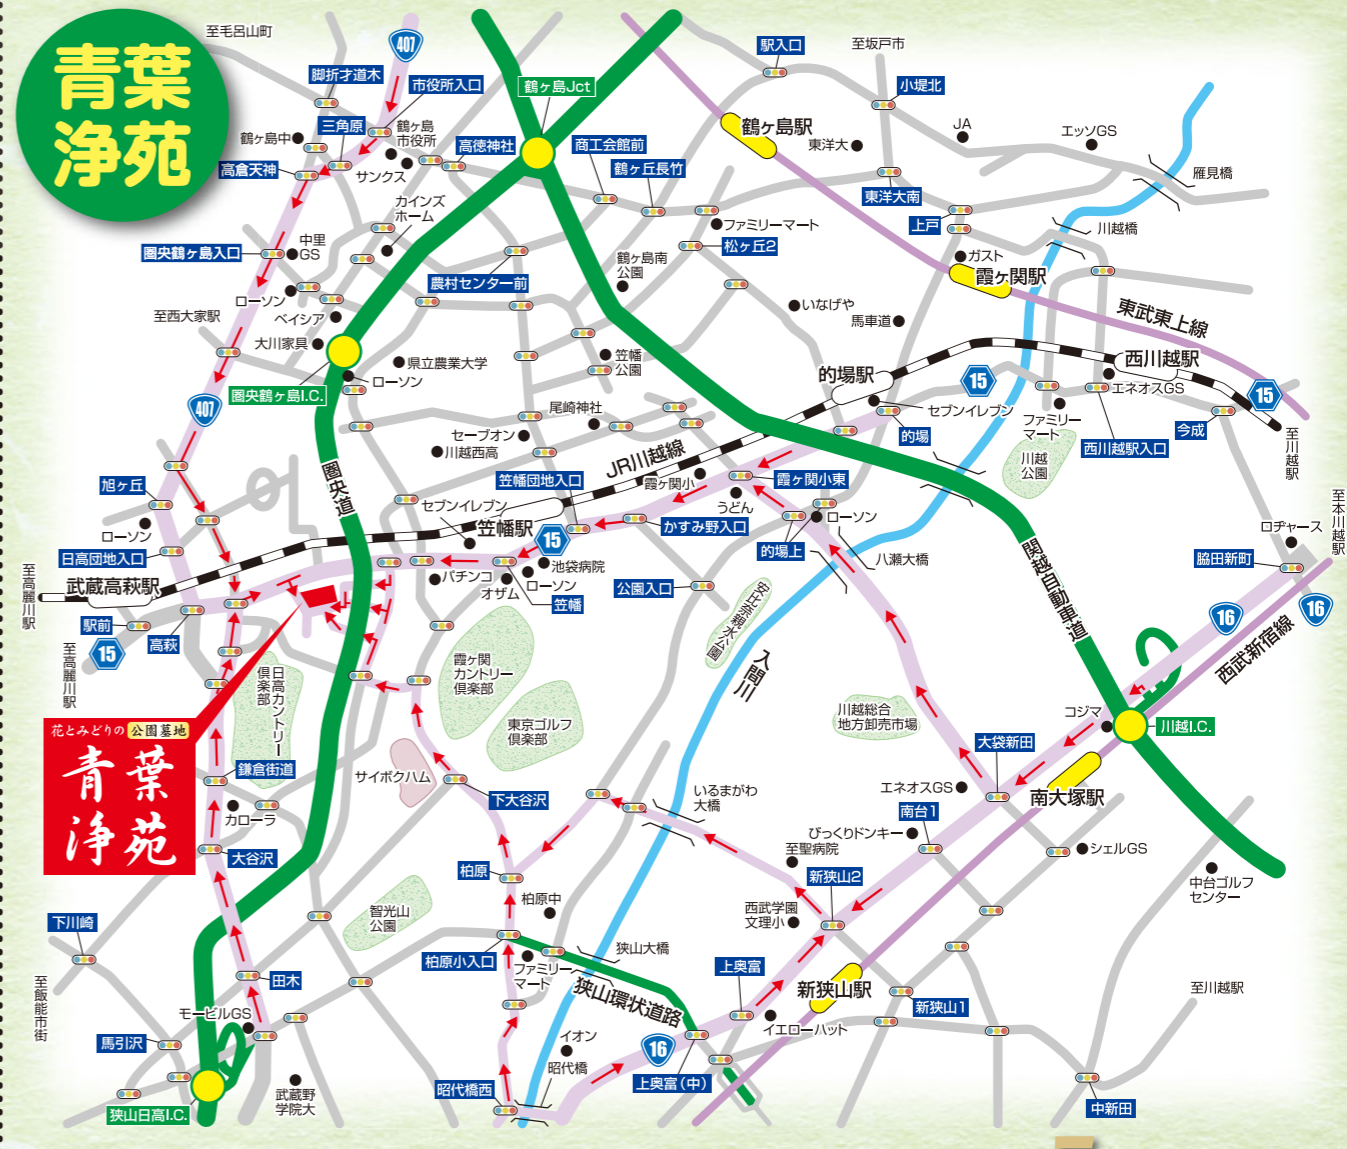 青葉
浄苑
至毛呂山町
407
脚折才道木
市役所入口
鶴ヶ島Jct
駅入口
至坂戸市
小堤北
鶴ヶ島中
三角原
鶴ヶ島
市役所
高徳神社
商工会館前
鶴ヶ島駅
東洋大
JA
エッソGS
高倉天神
サンクス
鶴ヶ丘長竹
雁見橋
カインズ
ホーム
東洋大南
上戸
川越橋
圏央鶴ヶ島入口
中里
GS
ファミリーマート
松ヶ丘2
農村センター前
鶴ヶ島南
公園
ガスト
霞ヶ関駅
ローソン
ベイシア
至西大家駅
大川家具
いなげや
馬車道
東武東上線
県立農業大学
笠幡
公園
西川越駅
圏央鶴ヶ島I.C.
ローソン
的場駅
15
エネオスGS
15
407
尾崎神社
セブンイレブン
ファミリー
マート
今成
セーブオン
川越西高
的場
西川越駅入口
至川越駅
JR川越線
川越
公園
圏央道
笠幡団地入口
霞ヶ関小
霞ヶ関小東
旭ヶ丘
セブンイレブン
うどん
至本川越駅
笠幡駅
かすみ野入口
ローソン
ローソン
15
的場上
ロヂャース
日高団地入口
八瀬大橋
関越自動車道
脇田新町
武蔵高萩駅
至高麗川駅
パチンコ
オザム
ローソン
池袋病院
笠幡
公園入口
安比奈親水公園
16
16
駅前
高萩
15
至高麗川駅
西武新宿線
霞ヶ関
カントリー
倶楽部
入間川
日高カントリー
倶楽部
花とみどりの公園墓地
青葉
浄苑
東京ゴルフ
倶楽部
川越総合
地方卸売市場
コジマ
川越I.C.
大袋新田
鎌倉街道
サイボクハム
下大谷沢
いるまがわ
大橋
エネオスGS
南大塚駅
カローラ
南台1
びっくりドンキー
至聖病院
シェルGS
大谷沢
柏原
新狭山2
中台ゴルフ
センター
智光山
公園
柏原中
西武学園
文理小
下川崎
柏原小入口
狭山大橋
ファミリー
マート
上奥富
新狭山駅
至飯能市街
田木
狭山環状道路
至川越駅
モービルGS
新狭山1
馬引沢
イオン
イエローハット
16
昭代橋
昭代橋西
上奥富(中)
武蔵野
学院大
狭山日高I.C.
中新田